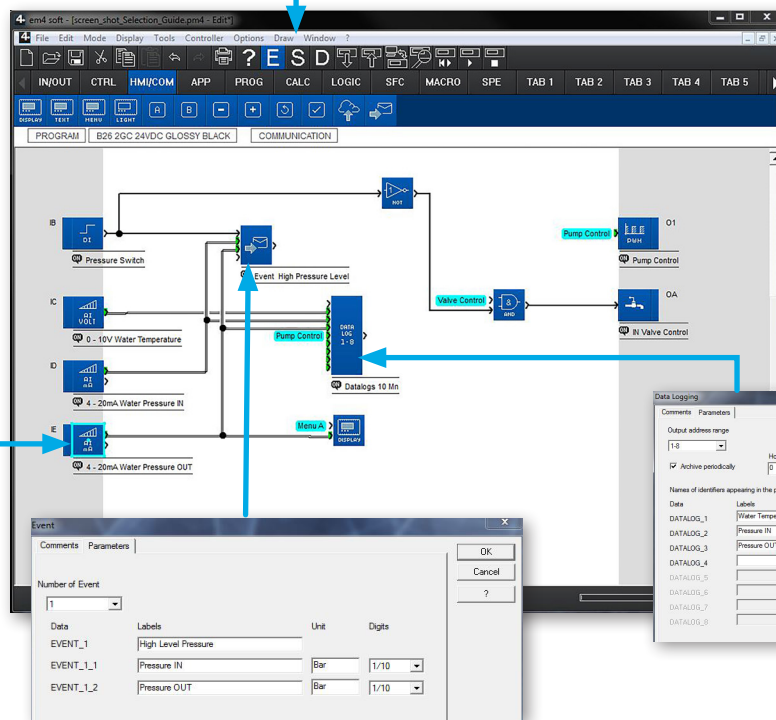 em4 soft - [screen_shot_Selection_Guide.pm4 - Edit*]
File Edit Mode Display Tools Controller Options Draw Window ?
? E S D
IN/OUT CTRL HMI/COM APP PROG CALC LOGIC SFC MACRO SPE TAB 1 TAB 2 TAB 3 TAB 4 TAB 5
DISPLAY TEXT MENU LIGHT A B - +
PROGRAM B26 2GC 24VDC GLOSSY BLACK COMMUNICATION
NOT
IB
DI
Pressure Switch
Event High Pressure Level
Pump Control
PWM
O1
Pump Control
IC
AI
VOLT
0 - 10V Water Temperature
Pump Control
DATA
LOG
1-8
Datalogs 10 Mn
Valve Control
&
AND
OA
IN Valve Control
ID
AI
mA
4 - 20mA Water Pressure IN
IE
AI
mA
4 - 20mA Water Pressure OUT
Menu A
DISPLAY
Data Logging
Comments Parameters
Output address range
1-8
Archive periodically
0
Names of identifiers appearing in the
Data Labels
DATALOG_1 Water Tempe
DATALOG_2 Pressure IN
DATALOG_3 Pressure OUT
DATALOG_4
DATALOG_5
DATALOG_6
DATALOG_7
DATALOG_8
Event
X
Comments Parameters
OK
Cancel
?
Number of Event
1
Data Labels Unit Digits
EVENT_1 High Level Pressure
EVENT_1_1 Pressure IN Bar 1/10
EVENT_1_2 Pressure OUT Bar 1/10